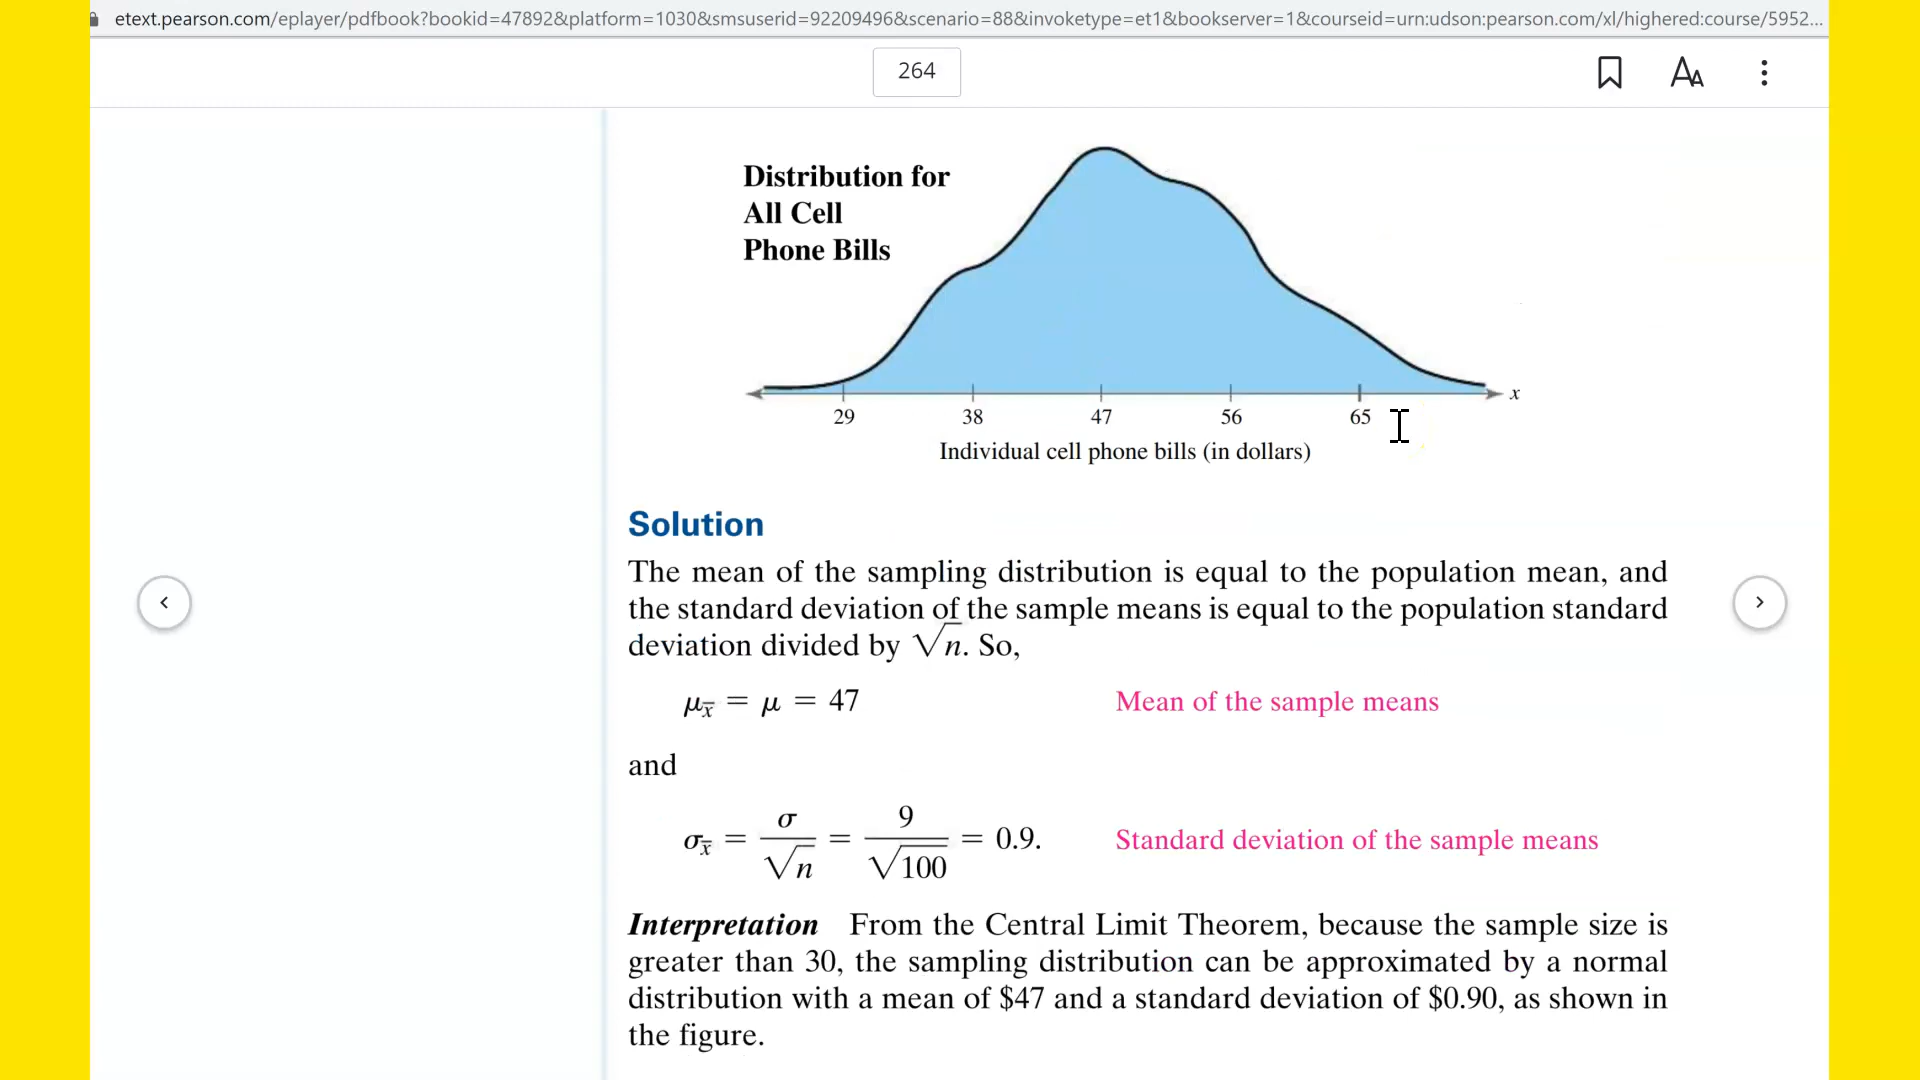 etext.pearson.com/eplayer/pdfbook?bookid=47892&platform=1030&smsuserid=92209496&scenario=88&invoketype=et1&bookserver=1&courseid=urn:udson:pearson.com/xl/highered:course/5952...
264
Distribution for
All Cell
Phone Bills
29 38 47 56 65 x
Individual cell phone bills (in dollars)
Solution
The mean of the sampling distribution is equal to the population mean, and
the standard deviation of the sample means is equal to the population standard
deviation divided by √n. So,
μx̄ = μ = 47 Mean of the sample means
and
σx̄ = σ/√n = 9/√100 = 0.9. Standard deviation of the sample means
Interpretation From the Central Limit Theorem, because the sample size is
greater than 30, the sampling distribution can be approximated by a normal
distribution with a mean of $47 and a standard deviation of $0.90, as shown in
the figure.